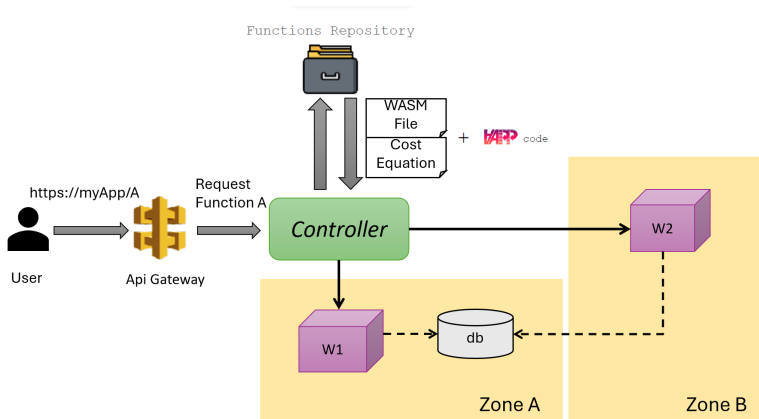 Functions Repository
WASM
File
Cost
Equation
+
code
https://myApp/A
Request
Function A
Controller
User
Api Gateway
W2
W1
db
Zone A
Zone B